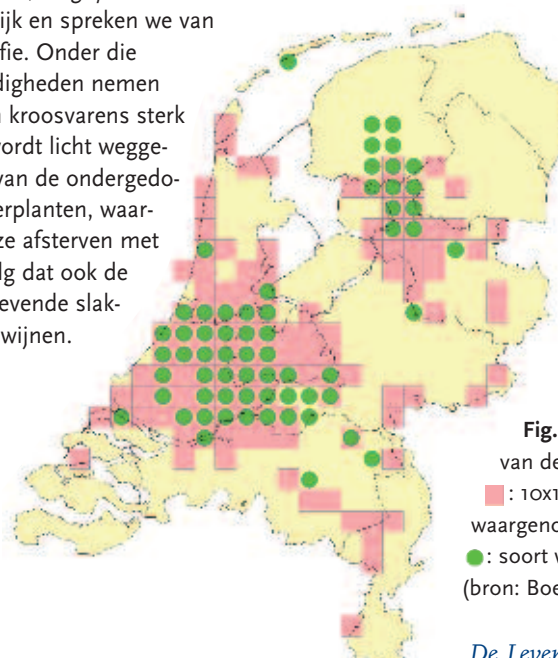 ijk en spreken we van
fie. Onder die
digheden nemen
kroosvarens sterk
ordt licht wegge-
van de ondergedo-
erplanten, waar-
ze afsterven met
lg dat ook de
evende slak-
wijnen.
Fig.
van de
: 10x1
waargeno
: soort v
(bron: Boe
De Lever